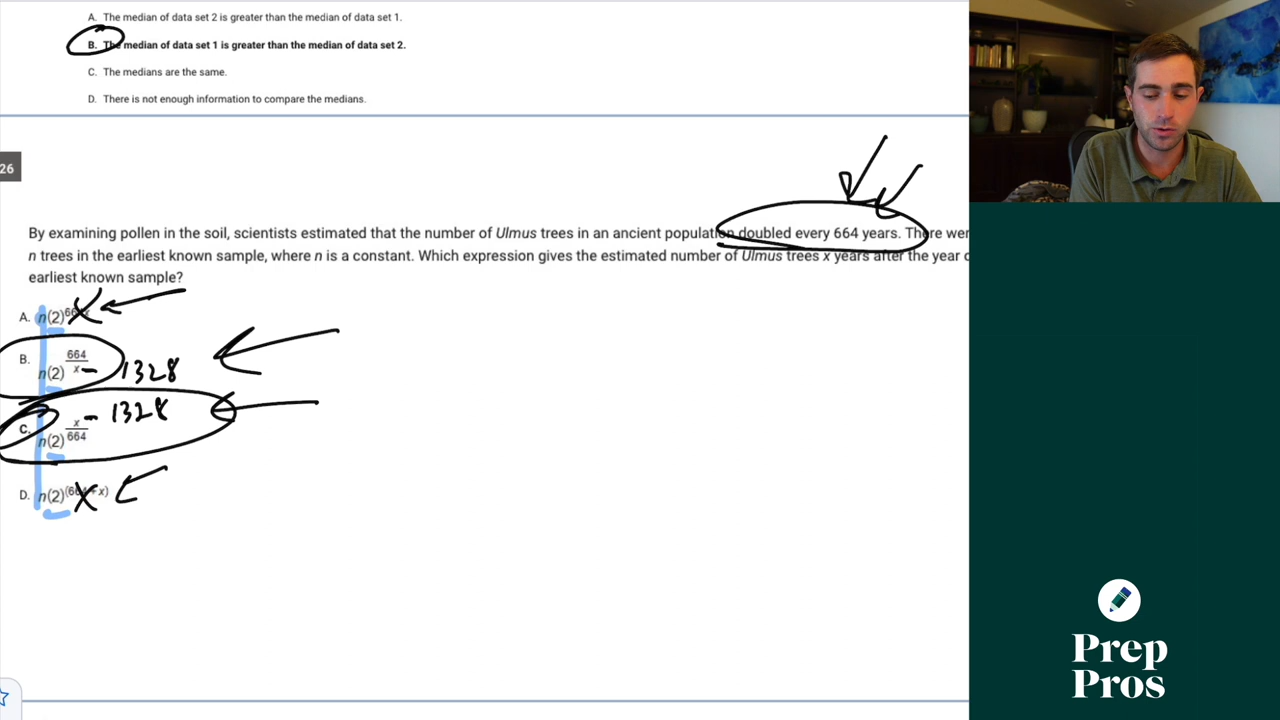 A. The median of data set 2 is greater than the median of data set 1.
B. The median of data set 1 is greater than the median of data set 2.
C. The medians are the same.
D. There is not enough information to compare the medians.
26
By examining pollen in the soil, scientists estimated that the number of Ulmus trees in an ancient population doubled every 664 years. There wer
n trees in the earliest known sample, where n is a constant. Which expression gives the estimated number of Ulmus trees x years after the year o
earliest known sample?
A. n(2)
B. n(2)^(664/x) - 1328
C. n(2)^(x/664) - 1328
D. n(2)
Prep
Pros